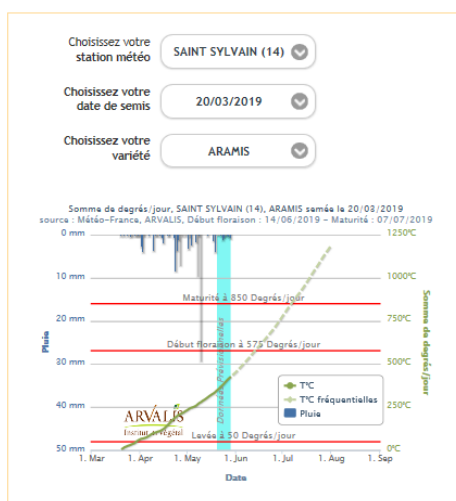 Choisissez votre
station météo
SAINT SYLVAIN (14)
Choisissez votre
date de semis
20/03/2019
Choisissez votre
variété
ARAMIS
Somme de degrés/jour, SAINT SYLVAIN (14), ARAMIS semée le 20/03/2019
source : Météo-France, ARVALIS, Début floraison : 14/06/2019 - Maturité : 07/07/2019
0 mm
10 mm
20 mm
30 mm
40 mm
50 mm
Pluie
1250°C
1000°C
750°C
500°C
250°C
0°C
Somme de degrés/jour
Maturité à 850 Degrés/jour
Début floraison à 575 Degrés/jour
Levée à 50 Degrés/jour
Données Prévisionnelles
T°C
T°C fréquentielles
Pluie
ARVALIS
Institut du végétal
1. Mar 1. Apr 1. May 1. Jun 1. Jul 1. Aug 1. Sep
Date